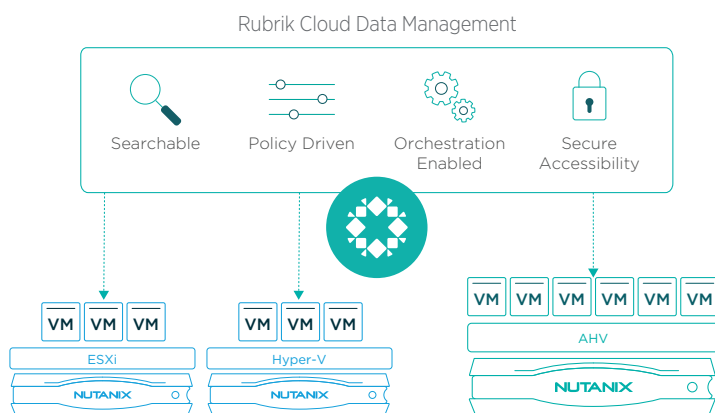 Rubrik Cloud Data Management
Searchable
Policy Driven
Orchestration
Enabled
Secure
Accessibility
VM VM VM
VM VM VM
VM VM VM VM VM VM
ESXi
Hyper-V
AHV
NUTANIX
NUTANIX
NUTANIX